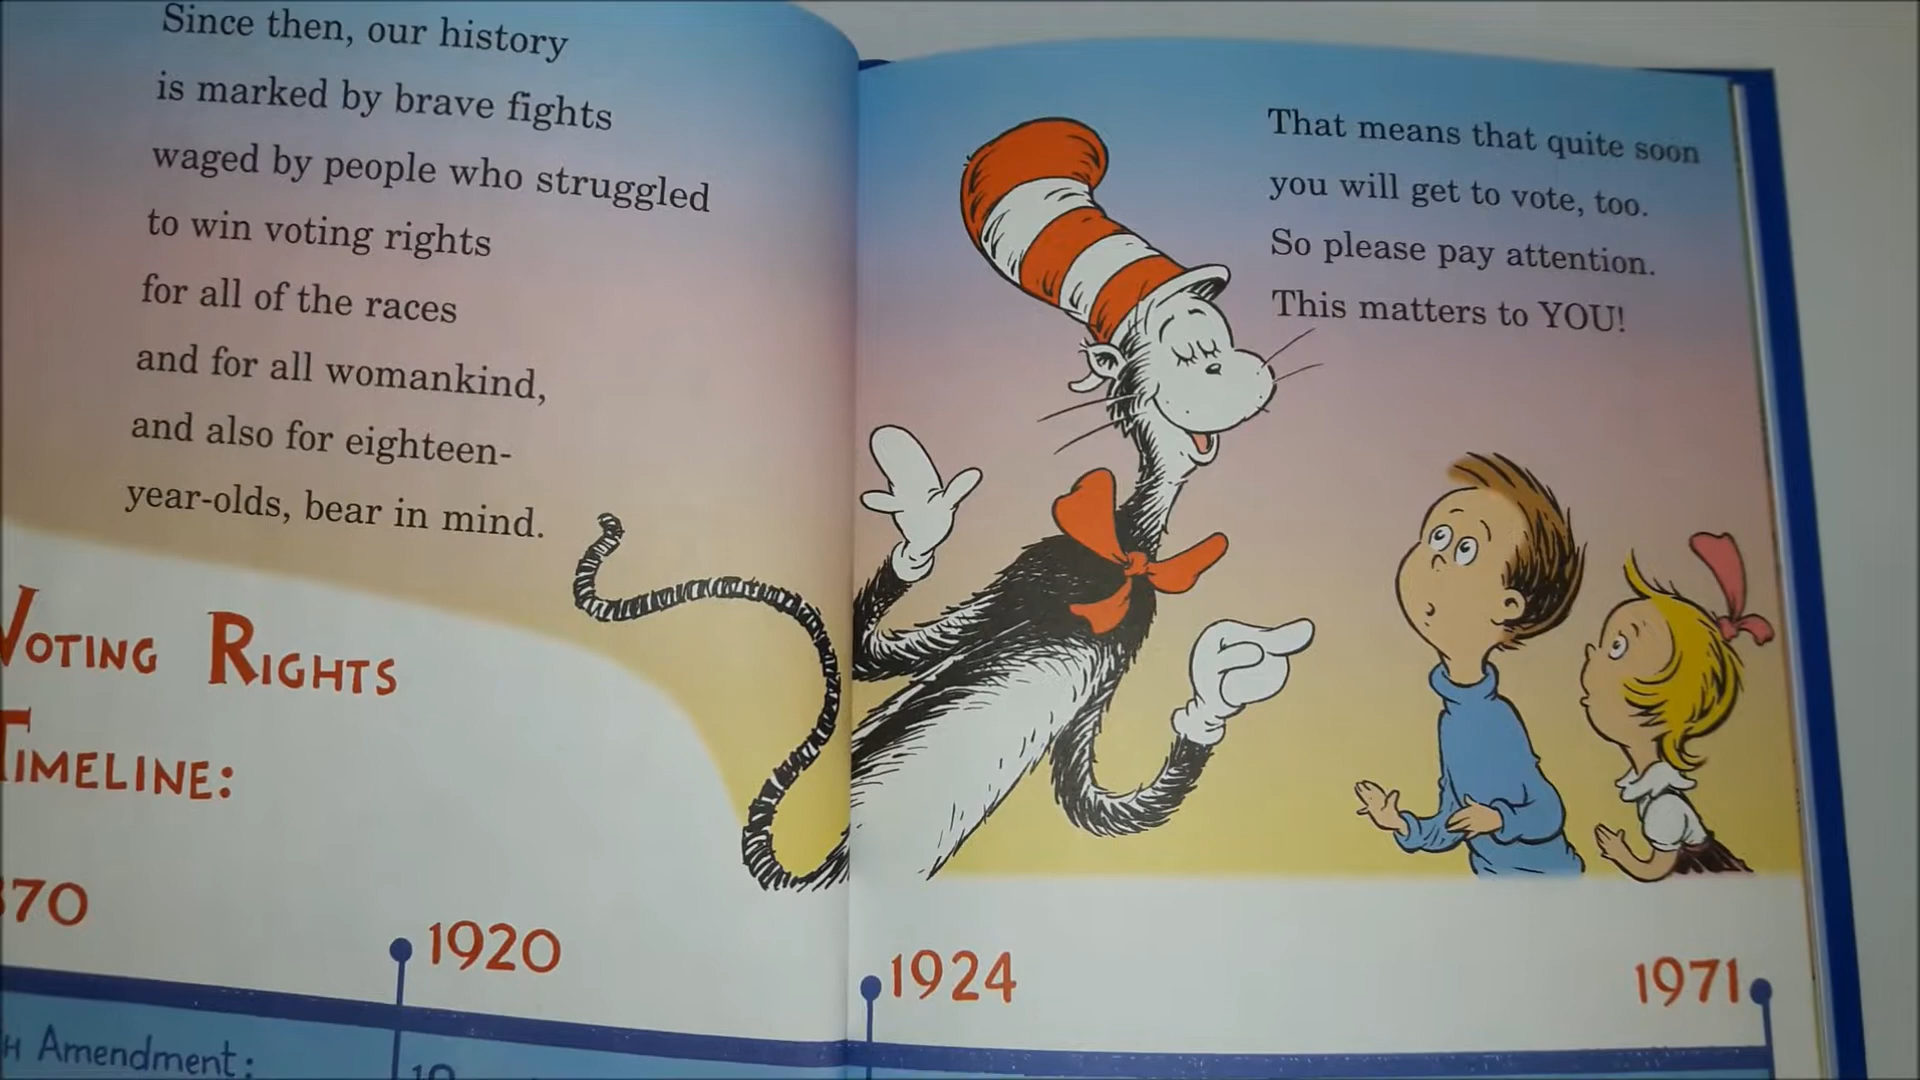 Since then, our history
is marked by brave fights
waged by people who struggled
to win voting rights
for all of the races
and for all womankind,
and also for eighteen-
year-olds, bear in mind.
VOTING RIGHTS
TIMELINE:
70
1920
H Amendment:
19
That means that quite soon
you will get to vote, too.
So please pay attention.
This matters to YOU!
1924
1971